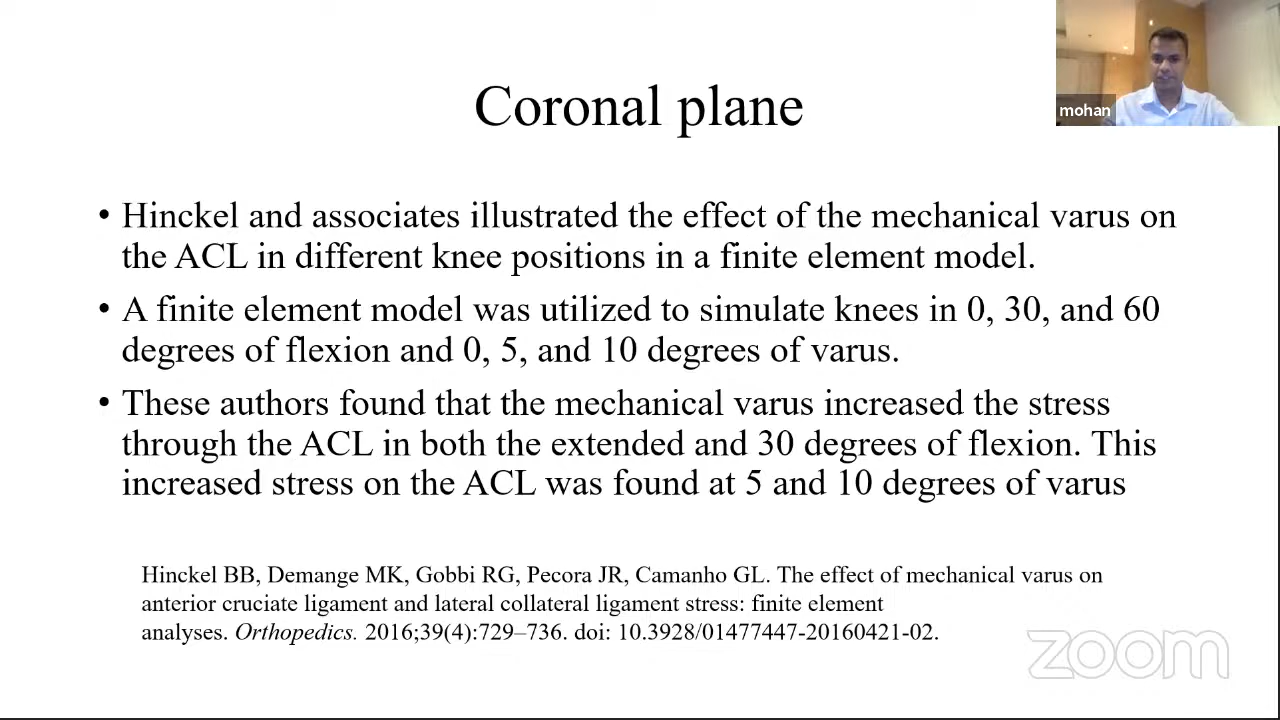 Coronal plane
mohan
• Hinckel and associates illustrated the effect of the mechanical varus on
the ACL in different knee positions in a finite element model.
• A finite element model was utilized to simulate knees in 0, 30, and 60
degrees of flexion and 0, 5, and 10 degrees of varus.
• These authors found that the mechanical varus increased the stress
through the ACL in both the extended and 30 degrees of flexion. This
increased stress on the ACL was found at 5 and 10 degrees of varus
Hinckel BB, Demange MK, Gobbi RG, Pecora JR, Camanho GL. The effect of mechanical varus on
anterior cruciate ligament and lateral collateral ligament stress: finite element
analyses. Orthopedics. 2016;39(4):729–736. doi: 10.3928/01477447-20160421-02.
zoom